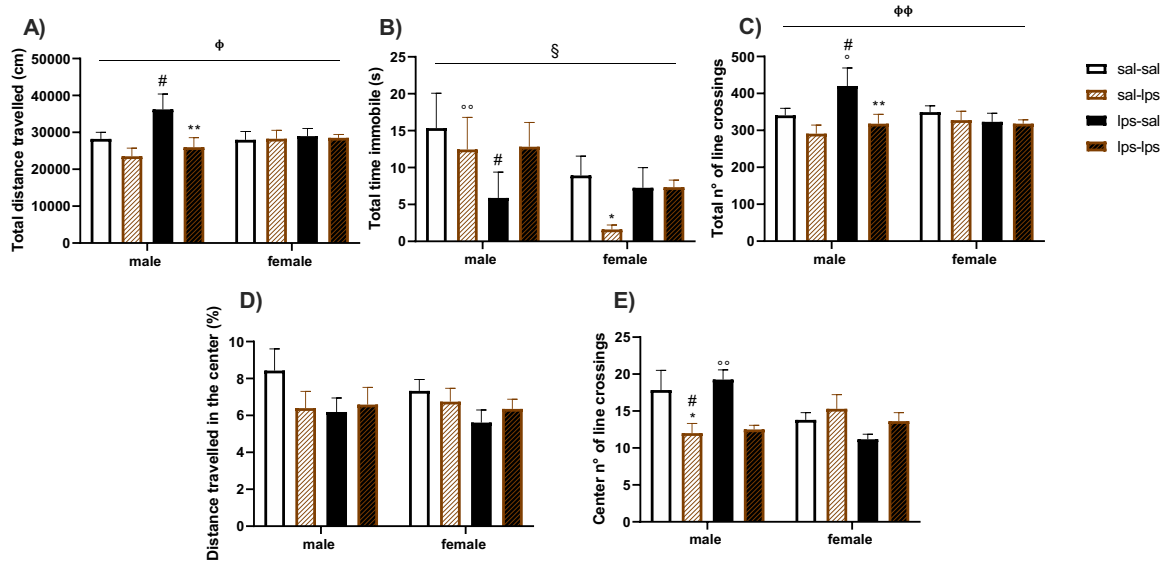 A)
ϕ
Total distance travelled (cm)
50000
40000
30000
20000
10000
0
#
**
male
female
B)
§
Total time immobile (s)
25
20
15
10
5
0
°°
#
*
male
female
C)
ϕϕ
Total n° of line crossings
500
400
300
200
100
0
#
°
**
male
female
sal-sal
sal-lps
lps-sal
lps-lps
D)
Distance travelled in the center (%)
10
8
6
4
2
0
male
female
E)
Center n° of line crossings
25
20
15
10
5
0
#
*
°°
male
female